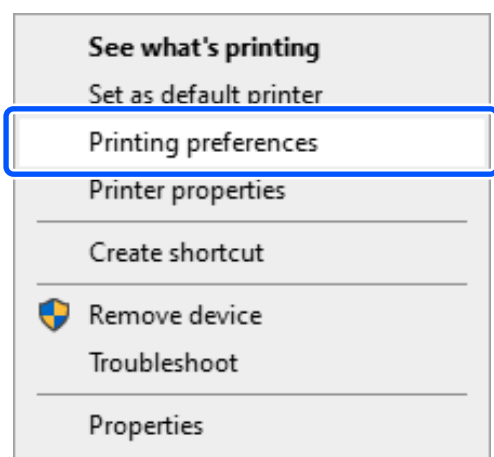 See what's printing
Set as default printer
Printing preferences
Printer properties
Create shortcut
Remove device
Troubleshoot
Properties